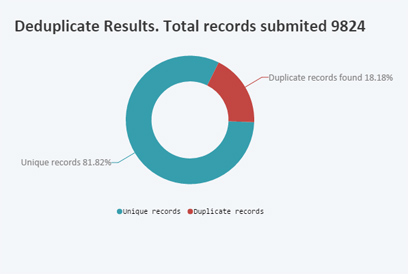 Deduplicate Results. Total records submited 9824
Duplicate records found 18.18%
Unique records 81.82%
Unique records Duplicate records